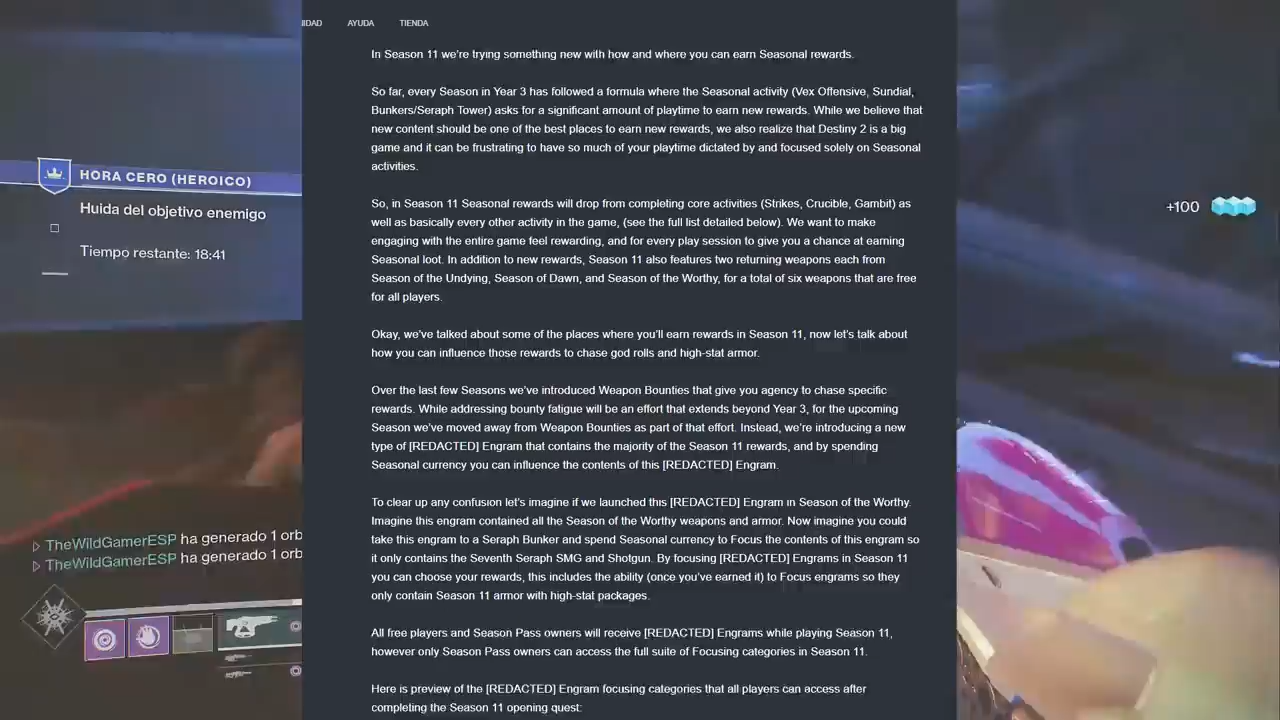 IDAD AYUDA TIENDA
In Season 11 we're trying something new with how and where you can earn Seasonal rewards.
So far, every Season in Year 3 has followed a formula where the Seasonal activity (Vex Offensive, Sundial,
Bunkers/Seraph Tower) asks for a significant amount of playtime to earn new rewards. While we believe that
new content should be one of the best places to earn new rewards, we also realize that Destiny 2 is a big
game and it can be frustrating to have so much of your playtime dictated by and focused solely on Seasonal
activities.
So, in Season 11 Seasonal rewards will drop from completing core activities (Strikes, Crucible, Gambit) as
well as basically every other activity in the game, (see the full list detailed below). We want to make
engaging with the entire game feel rewarding, and for every play session to give you a chance at earning
Seasonal loot. In addition to new rewards, Season 11 also features two returning weapons each from
Season of the Undying, Season of Dawn, and Season of the Worthy, for a total of six weapons that are free
for all players.
Okay, we've talked about some of the places where you'll earn rewards in Season 11, now let's talk about
how you can influence those rewards to chase god rolls and high-stat armor.
Over the last few Seasons we've introduced Weapon Bounties that give you agency to chase specific
rewards. While addressing bounty fatigue will be an effort that extends beyond Year 3, for the upcoming
Season we've moved away from Weapon Bounties as part of that effort. Instead, we're introducing a new
type of [REDACTED] Engram that contains the majority of the Season 11 rewards, and by spending
Seasonal currency you can influence the contents of this [REDACTED] Engram.
To clear up any confusion let's imagine if we launched this [REDACTED] Engram in Season of the Worthy.
Imagine this engram contained all the Season of the Worthy weapons and armor. Now imagine you could
take this engram to a Seraph Bunker and spend Seasonal currency to Focus the contents of this engram so
it only contains the Seventh Seraph SMG and Shotgun. By focusing [REDACTED] Engrams in Season 11
you can choose your rewards, this includes the ability (once you've earned it) to Focus engrams so they
only contain Season 11 armor with high-stat packages.
All free players and Season Pass owners will receive [REDACTED] Engrams while playing Season 11,
however only Season Pass owners can access the full suite of Focusing categories in Season 11.
Here is preview of the [REDACTED] Engram focusing categories that all players can access after
completing the Season 11 opening quest:
HORA CERO (HEROICO)
Huida del objetivo enemigo
Tiempo restante: 18:41
TheWildGamerESP ha generado 1 orb
TheWildGamerESP ha generado 1 orb
+100